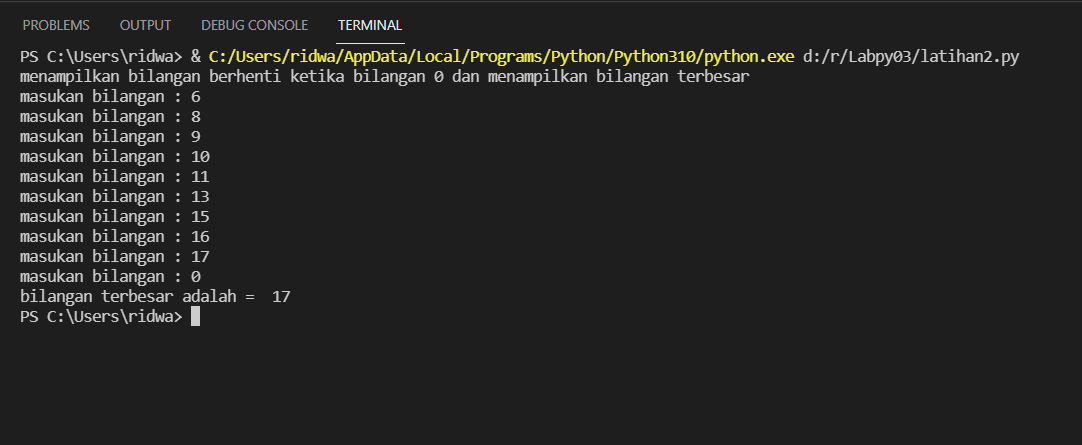 PROBLEMS OUTPUT DEBUG CONSOLE TERMINAL
PS C:\Users\ridwa> & C:/Users/ridwa/AppData/Local/Programs/Python/Python310/python.exe d:/r/Labpy03/latihan2.py
menampilkan bilangan berhenti ketika bilangan 0 dan menampilkan bilangan terbesar
masukan bilangan : 6
masukan bilangan : 8
masukan bilangan : 9
masukan bilangan : 10
masukan bilangan : 11
masukan bilangan : 13
masukan bilangan : 15
masukan bilangan : 16
masukan bilangan : 17
masukan bilangan : 0
bilangan terbesar adalah =  17
PS C:\Users\ridwa>